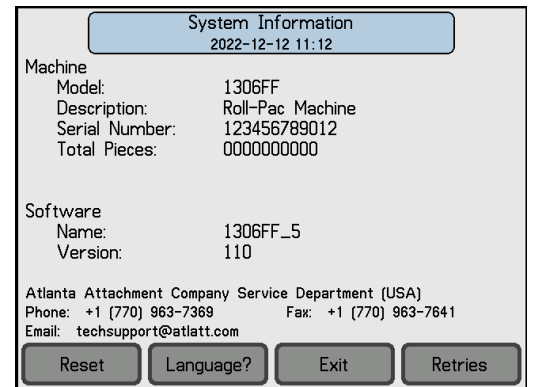 System Information
2022-12-12 11:12
Machine
Model: 1306FF
Description: Roll-Pac Machine
Serial Number: 123456789012
Total Pieces: 0000000000
Software
Name: 1306FF_5
Version: 110
Atlanta Attachment Company Service Department (USA)
Phone: +1 (770) 963-7369 Fax: +1 (770) 963-7641
Email: techsupport@atlatt.com
Reset Language? Exit Retries